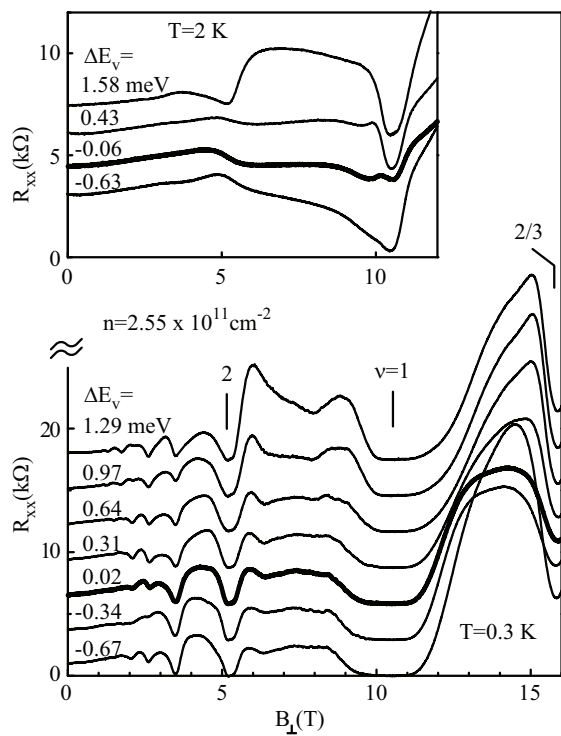 T=2 K
10
ΔE_v=
1.58 meV
0.43
-0.06
-0.63
5
0
R_xx(kΩ)
0 5 10
2/3
n=2.55 x 10^11cm^-2
2
ν=1
ΔE_v=
1.29 meV
20
0.97
0.64
0.31
10
0.02
-0.34
-0.67
0
T=0.3 K
R_xx(kΩ)
0 5 10 15
B_⊥(T)